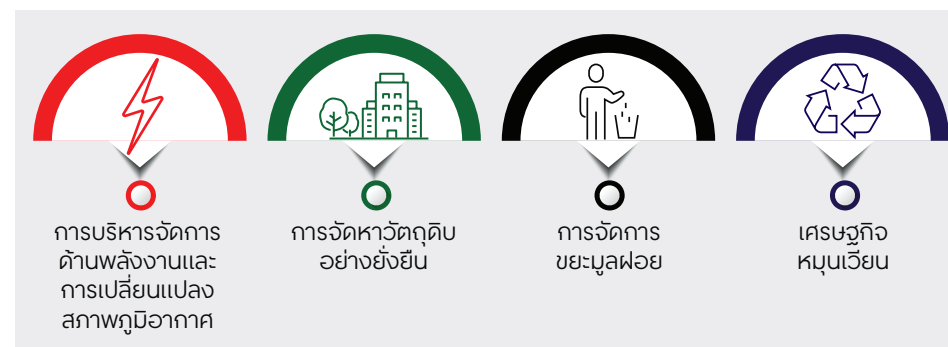 การบริหารจัดการ
ด้านพลังงานและ
การเปลี่ยนแปลง
สภาพภูมิอากาศ
การจัดหาวัตถุดิบ
อย่างยั่งยืน
การจัดการ
ขยะมูลฝอย
เศรษฐกิจ
หมุนเวียน